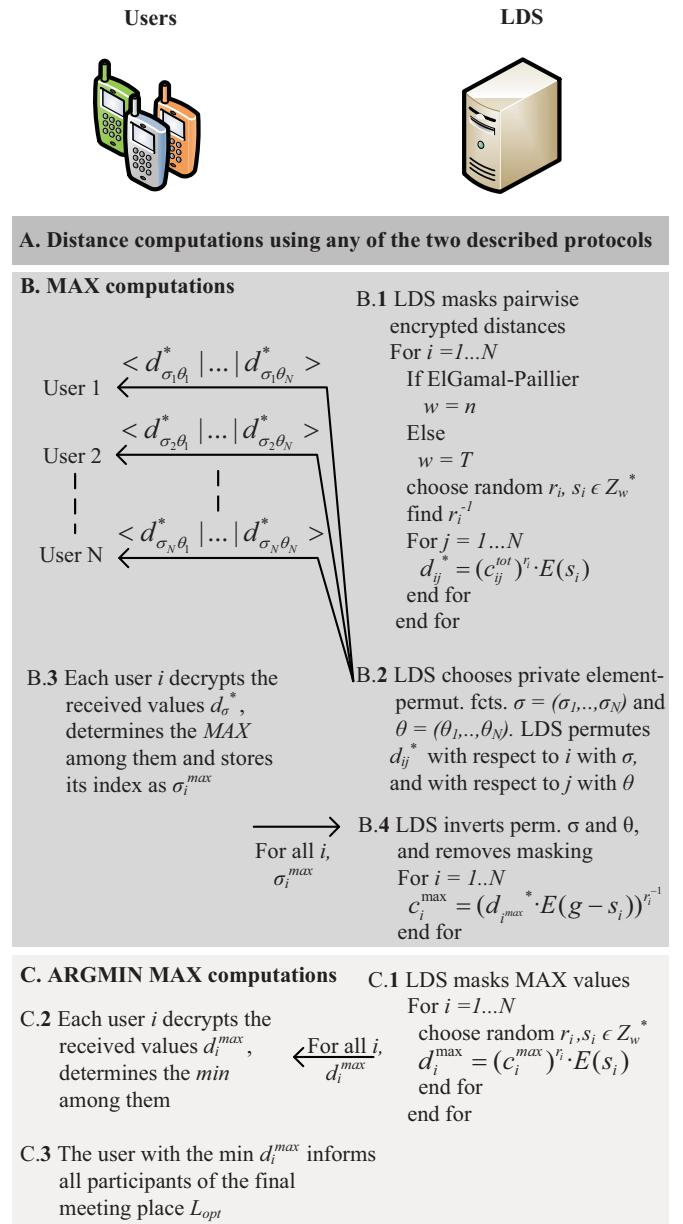 Users
LDS
A. Distance computations using any of the two described protocols
B. MAX computations
B.1 LDS masks pairwise
encrypted distances
For i =1...N
If ElGamal-Paillier
w = n
Else
w = T
choose random r_i, s_i ϵ Z_w^*
find r_i^-1
For j = 1...N
d_ij^* = (c_ij^tot)^r_i · E(s_i)
end for
end for
User 1
< d^*_σ1θ1 |...| d^*_σ1θN >
User 2
< d^*_σ2θ1 |...| d^*_σ2θN >
User N
< d^*_σNθ1 |...| d^*_σNθN >
B.2 LDS chooses private element-
permut. fcts. σ = (σ_1,..,σ_N) and
θ = (θ_1,..,θ_N). LDS permutes
d_ij^* with respect to i with σ,
and with respect to j with θ
B.3 Each user i decrypts the
received values d_σ^*,
determines the MAX
among them and stores
its index as σ_i^max
For all i,
σ_i^max
B.4 LDS inverts perm. σ and θ,
and removes masking
For i = 1..N
c_i^max = (d_i^max^* · E(g − s_i))^r_i^−1
end for
C. ARGMIN MAX computations
C.1 LDS masks MAX values
For i =1...N
choose random r_i,s_i ϵ Z_w^*
d_i^max = (c_i^max)^r_i · E(s_i)
end for
end for
For all i,
d_i^max
C.2 Each user i decrypts the
received values d_i^max,
determines the min
among them
C.3 The user with the min d_i^max informs
all participants of the final
meeting place L_opt